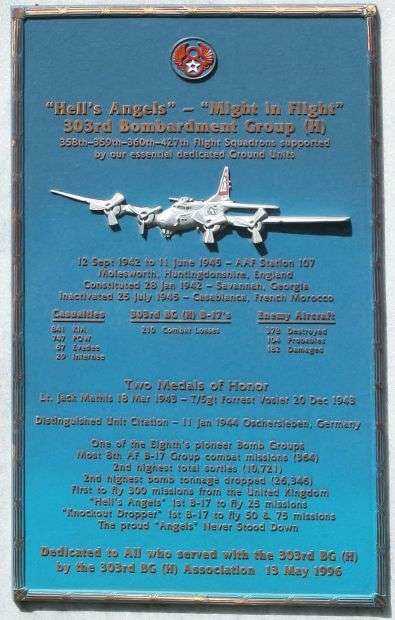 "Hell's Angels" – "Might in Flight"
303rd Bombardment Group (H)
358th–359th–360th–427th Flight Squadrons supported
by our essential dedicated Ground Units
12 Sept 1942 to 11 June 1945 – AAF Station 107
Molesworth, Huntingdonshire, England
Constituted 28 Jan 1942 – Savannah, Georgia
Inactivated 25 July 1945 – Casablanca, French Morocco
Casualties 303rd BG (H) B-17's Enemy Aircraft
841 KIA 210 Combat Losses 378 Destroyed
747 POW 104 Probables
67 Evadee 182 Damaged
29 Internee
Two Medals of Honor
Lt. Jack Mathis 18 Mar 1943 – T/Sgt Forrest Vosler 20 Dec 1943
Distinguished Unit Citation – 11 Jan 1944 Oschersleben, Germany
One of the Eighth's pioneer Bomb Groups
Most 8th AF B-17 Group combat missions (364)
2nd highest total sorties (10,721)
2nd highest bomb tonnage dropped (26,346)
First to fly 300 missions from the United Kingdom
"Hell's Angels" 1st B-17 to fly 25 missions
"Knockout Dropper" 1st B-17 to fly 50 & 75 missions
The proud "Angels" Never Stood Down
Dedicated to All who served with the 303rd BG (H)
by the 303rd BG (H) Association 13 May 1996